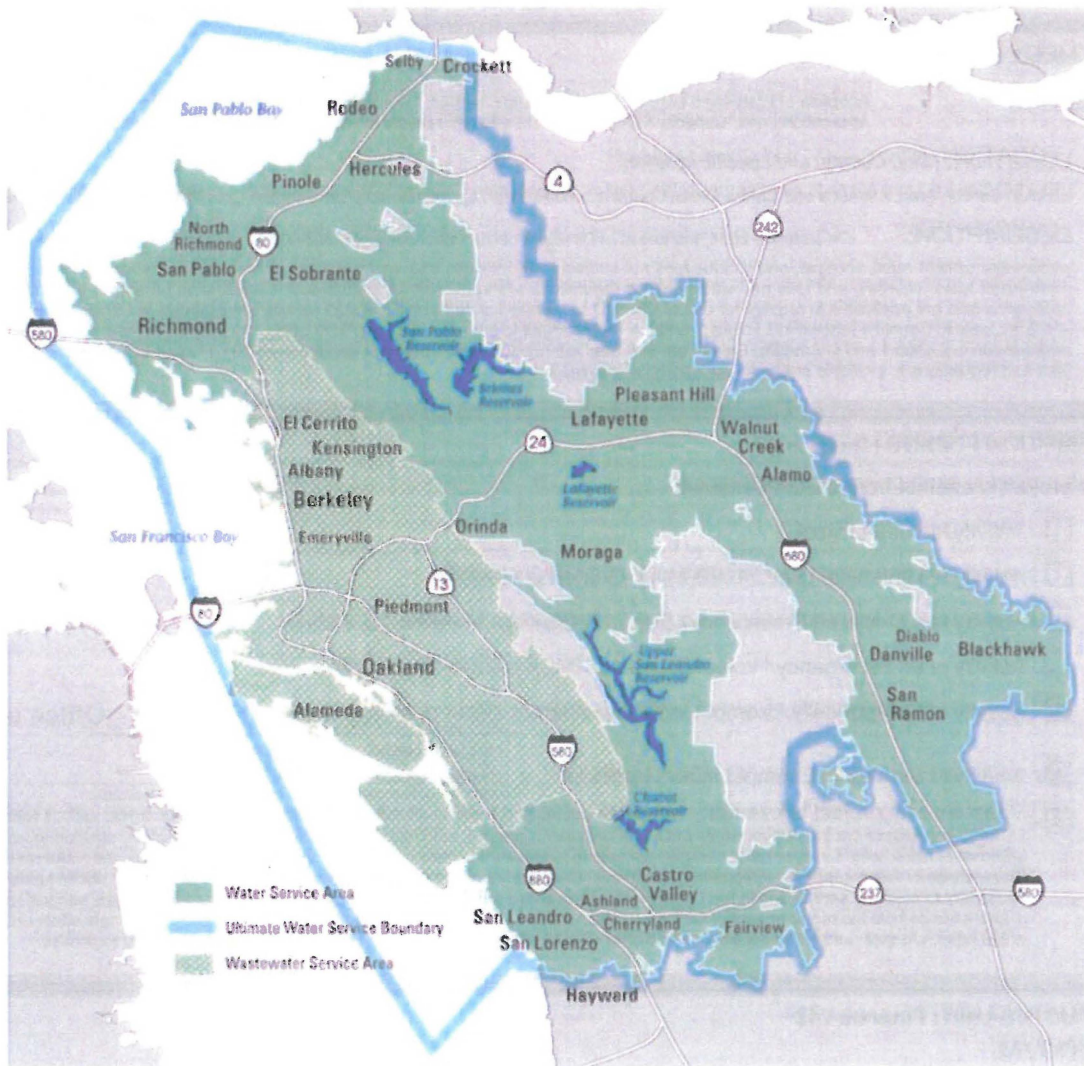 Selby
Crockett
San Pablo Bay
Rodeo
Hercules
4
Pinole
242
North
Richmond
80
San Pablo
El Sobrante
Richmond
580
San Pablo
Reservoir
Briones
Reservoir
Pleasant Hill
Lafayette
Walnut
Creek
El Cerrito
Kensington
24
Albany
Alamo
Berkeley
Lafayette
Reservoir
San Francisco Bay
Emeryville
Orinda
Moraga
680
13
80
Piedmont
Oakland
Upper
San Leandro
Reservoir
Diablo
Danville
Blackhawk
Alameda
San
Ramon
580
Chabot
Reservoir
Castro
Valley
880
Ashland
237
580
Cherryland
San Leandro
San Lorenzo
Fairview
Hayward
Water Service Area
Ultimate Water Service Boundary
Wastewater Service Area